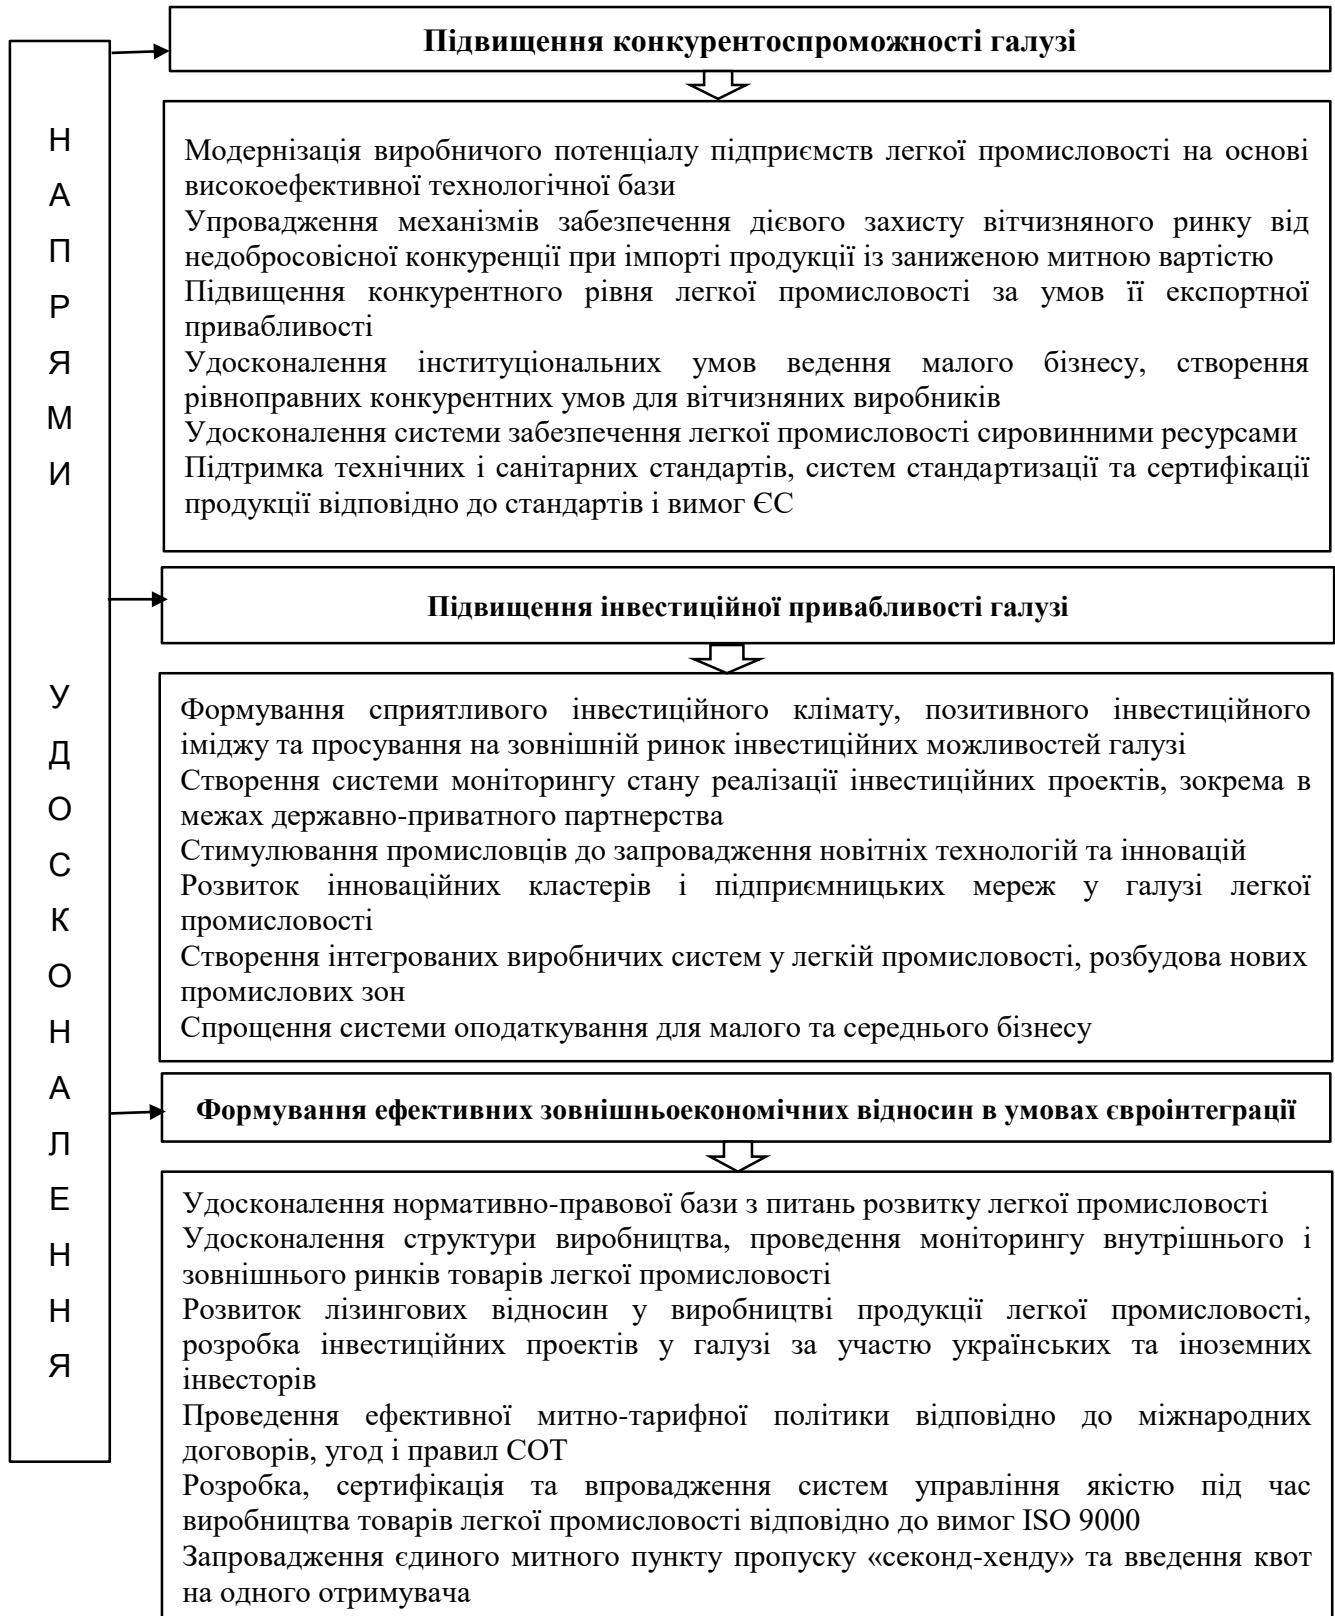 НАПРЯМИ УДОСКОНАЛЕННЯ
Підвищення конкурентоспроможності галузі
Модернізація виробничого потенціалу підприємств легкої промисловості на основі
високоефективної технологічної бази
Упровадження механізмів забезпечення дієвого захисту вітчизняного ринку від
недобросовісної конкуренції при імпорті продукції із заниженою митною вартістю
Підвищення конкурентного рівня легкої промисловості за умов її експортної
привабливості
Удосконалення інституціональних умов ведення малого бізнесу, створення
рівноправних конкурентних умов для вітчизняних виробників
Удосконалення системи забезпечення легкої промисловості сировинними ресурсами
Підтримка технічних і санітарних стандартів, систем стандартизації та сертифікації
продукції відповідно до стандартів і вимог ЄС
Підвищення інвестиційної привабливості галузі
Формування сприятливого інвестиційного клімату, позитивного інвестиційного
іміджу та просування на зовнішній ринок інвестиційних можливостей галузі
Створення системи моніторингу стану реалізації інвестиційних проектів, зокрема в
межах державно-приватного партнерства
Стимулювання промисловців до запровадження новітніх технологій та інновацій
Розвиток інноваційних кластерів і підприємницьких мереж у галузі легкої
промисловості
Створення інтегрованих виробничих систем у легкій промисловості, розбудова нових
промислових зон
Спрощення системи оподаткування для малого та середнього бізнесу
Формування ефективних зовнішньоекономічних відносин в умовах євроінтеграції
Удосконалення нормативно-правової бази з питань розвитку легкої промисловості
Удосконалення структури виробництва, проведення моніторингу внутрішнього і
зовнішнього ринків товарів легкої промисловості
Розвиток лізингових відносин у виробництві продукції легкої промисловості,
розробка інвестиційних проектів у галузі за участю українських та іноземних
інвесторів
Проведення ефективної митно-тарифної політики відповідно до міжнародних
договорів, угод і правил СОТ
Розробка, сертифікація та впровадження систем управління якістю під час
виробництва товарів легкої промисловості відповідно до вимог ISO 9000
Запровадження єдиного митного пункту пропуску «секонд-хенду» та введення квот
на одного отримувача